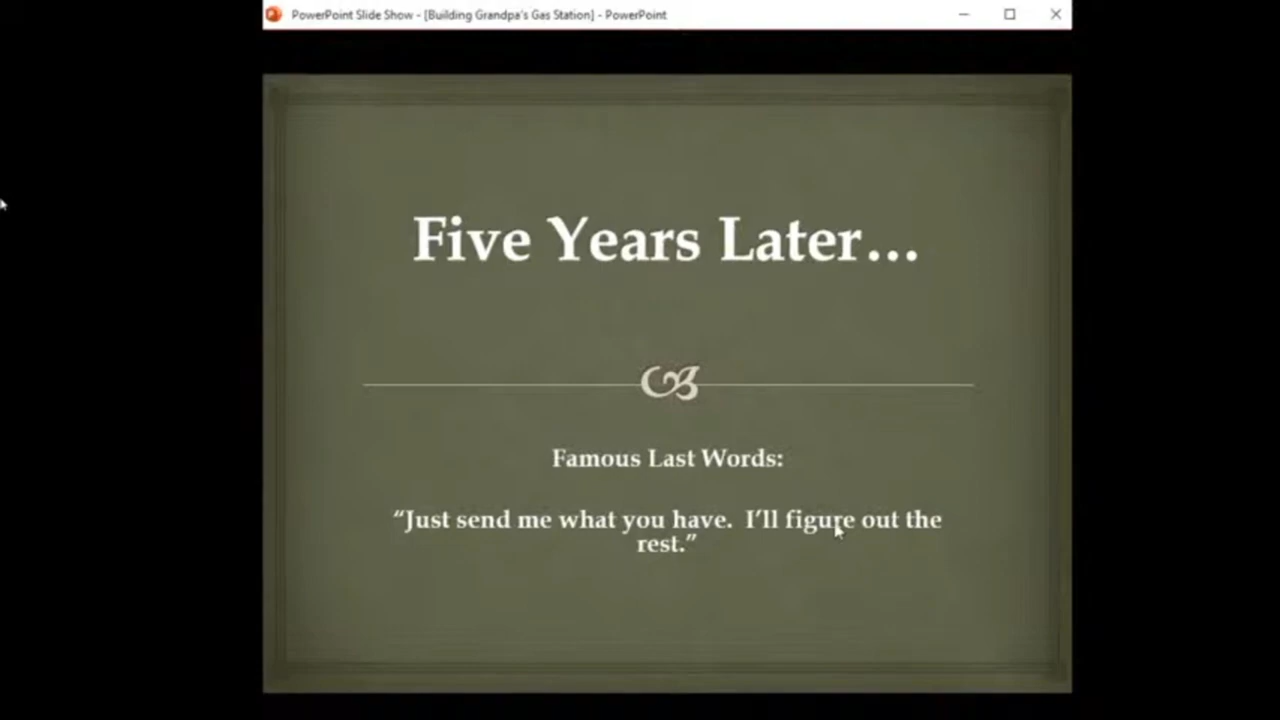 PowerPoint Slide Show - [Building Grandpa's Gas Station] - PowerPoint
Five Years Later...
Famous Last Words:
“Just send me what you have.  I’ll figure out the
rest.”